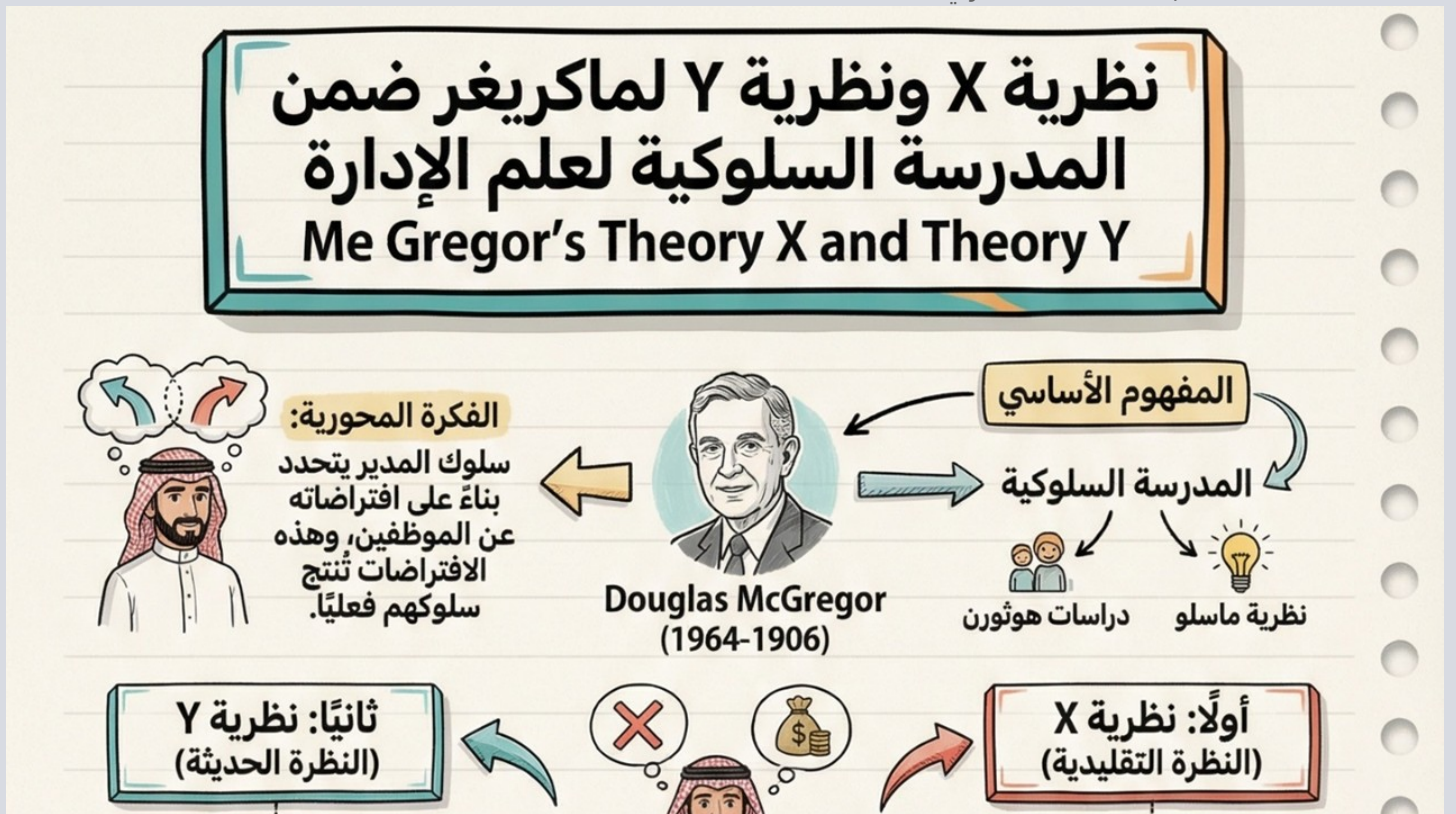 نظرية X ونظرية Y لماكريغر ضمن
المدرسة السلوكية لعلم الإدارة
Me Gregor’s Theory X and Theory Y
المفهوم الأساسي
المدرسة السلوكية
نظرية ماسلو
دراسات هوثورن
Douglas McGregor
(1964-1906)
الفكرة المحورية:
سلوك المدير يتحدد
بناءً على افتراضاته
عن الموظفين، وهذه
الافتراضات تُنتج
سلوكهم فعليًا.
أولًا: نظرية X
(النظرة التقليدية)
ثانيًا: نظرية Y
(النظرة الحديثة)
$